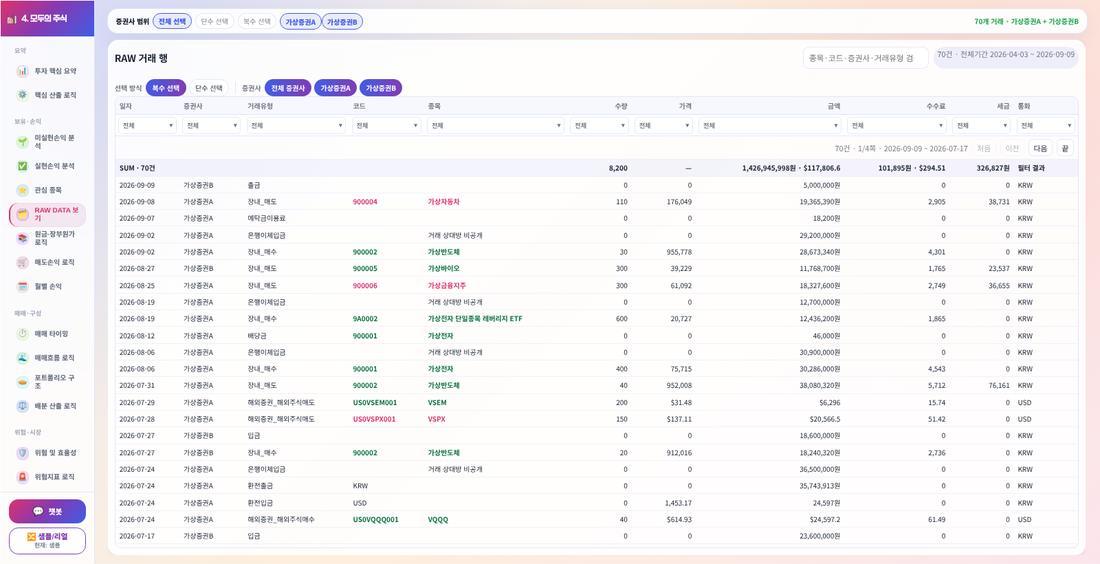 4. 모두의 주식
요약
투자 핵심 요약
핵심 산출 로직
보유·손익
미실현손익 분석
실현손익 분석
관심 종목
RAW DATA 보기
원금·장부원가 로직
매도손익 로직
월별 손익
매매·구성
매매 타이밍
매매흐름 로직
포트폴리오 구조
배분 산출 로직
위험·시장
위험 및 효율성
위험지표 로직
챗봇
샘플/리얼
현재: 샘플
증권사 범위 전체 선택 단수 선택 복수 선택 가상증권A 가상증권B
70개 거래 · 가상증권A + 가상증권B
RAW 거래 행
종목·코드·증권사·거래유형 검
70건 · 전체기간 2026-04-03 ~ 2026-09-09
선택 방식 복수 선택 단수 선택 증권사 전체 증권사 가상증권A 가상증권B
일자 증권사 거래유형 코드 종목 수량 가격 금액 수수료 세금 통화
전체 전체 전체 전체 전체 전체 전체 전체 전체 전체 전체
70건 · 1/4쪽 · 2026-09-09 ~ 2026-07-17 처음 이전 다음 끝
SUM · 70건 8,200 — 1,426,945,998원 · $117,806.6 101,895원 · $294.51 326,827원 필터 결과
2026-09-09 가상증권B 출금 0 0 5,000,000원 0 0 KRW
2026-09-08 가상증권A 장내_매도 900004 가상자동차 110 176,049 19,365,390원 2,905 38,731 KRW
2026-09-07 가상증권A 예탁금이용료 0 0 18,200원 0 0 KRW
2026-09-02 가상증권A 은행이체입금 거래 상대방 비공개 0 0 29,200,000원 0 0 KRW
2026-09-02 가상증권A 장내_매수 900002 가상반도체 30 955,778 28,673,340원 4,301 0 KRW
2026-08-27 가상증권B 장내_매도 900005 가상바이오 300 39,229 11,768,700원 1,765 23,537 KRW
2026-08-25 가상증권A 장내_매도 900006 가상금융지주 300 61,092 18,327,600원 2,749 36,655 KRW
2026-08-19 가상증권A 은행이체입금 거래 상대방 비공개 0 0 12,700,000원 0 0 KRW
2026-08-19 가상증권A 장내_매수 9A0002 가상전자 단일종목 레버리지 ETF 600 20,727 12,436,200원 1,865 0 KRW
2026-08-12 가상증권A 배당금 900001 가상전자 0 0 46,000원 0 0 KRW
2026-08-06 가상증권A 은행이체입금 거래 상대방 비공개 0 0 30,900,000원 0 0 KRW
2026-08-06 가상증권A 장내_매수 900001 가상전자 400 75,715 30,286,000원 4,543 0 KRW
2026-07-31 가상증권A 장내_매도 900002 가상반도체 40 952,008 38,080,320원 5,712 76,161 KRW
2026-07-29 가상증권A 해외증권_해외주식매도 US0VSEM001 VSEM 200 $31.48 $6,296 15.74 0 USD
2026-07-28 가상증권A 해외증권_해외주식매도 US0VSPX001 VSPX 150 $137.11 $20,566.5 51.42 0 USD
2026-07-27 가상증권B 입금 0 0 18,600,000원 0 0 KRW
2026-07-27 가상증권B 장내_매수 900002 가상반도체 20 912,016 18,240,320원 2,736 0 KRW
2026-07-24 가상증권A 은행이체입금 거래 상대방 비공개 0 0 36,500,000원 0 0 KRW
2026-07-24 가상증권A 환전출금 KRW 0 0 35,743,913원 0 0 KRW
2026-07-24 가상증권A 환전입금 USD 0 1,453.17 24,597원 0 0 KRW
2026-07-24 가상증권A 해외증권_해외주식매수 US0VQQQ001 VQQQ 40 $614.93 $24,597.2 61.49 0 USD
2026-07-17 가상증권B 입금 0 0 23,600,000원 0 0 KRW